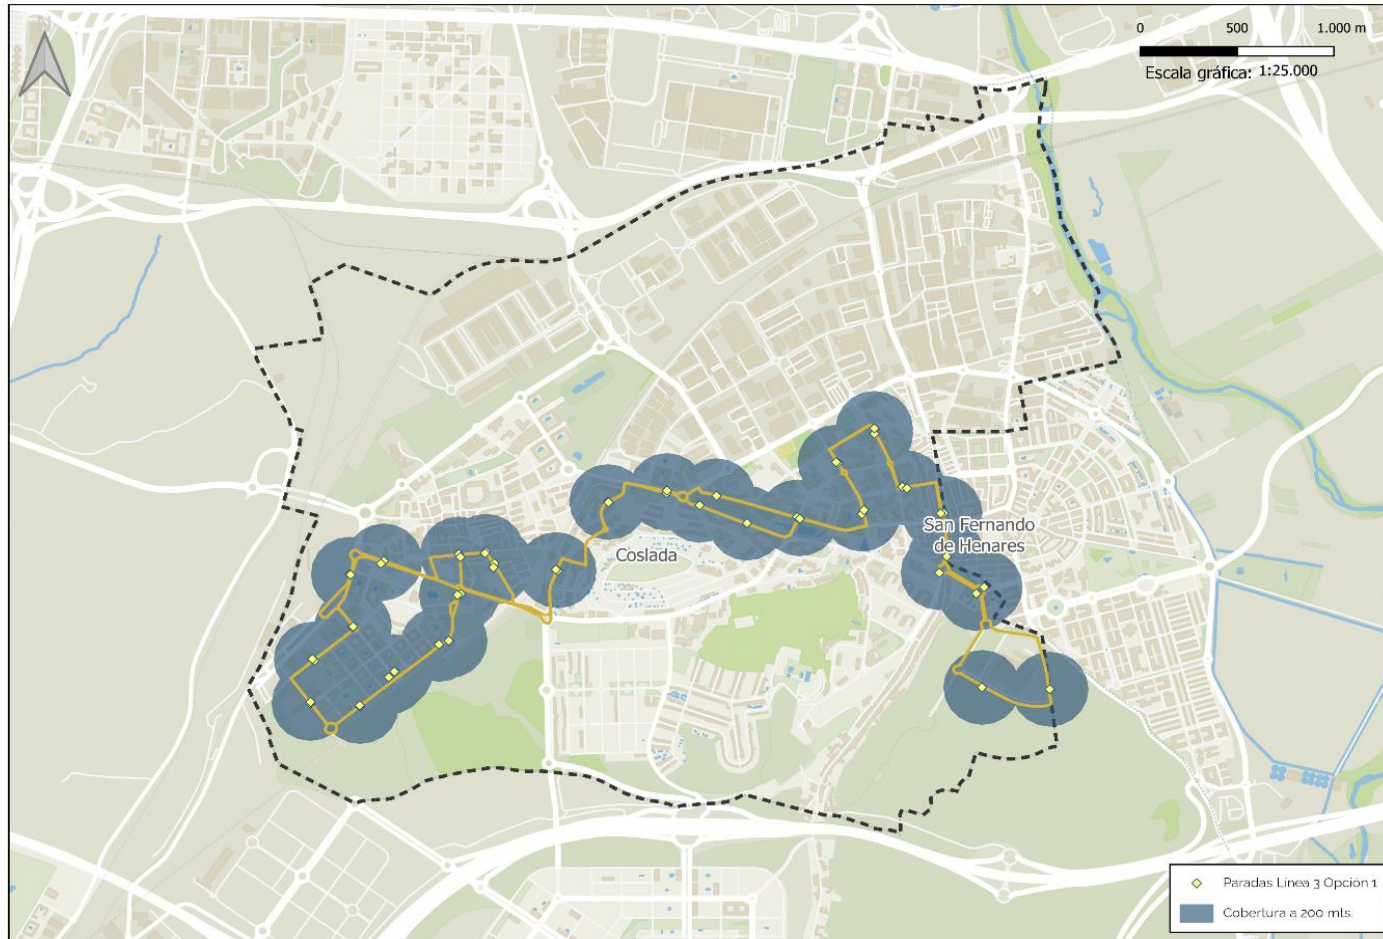 0 500 1.000 m
Escala gráfica: 1:25.000
San Fernando
de Henares
Coslada
Paradas Línea 3 Opción 1
Cobertura a 200 mts.